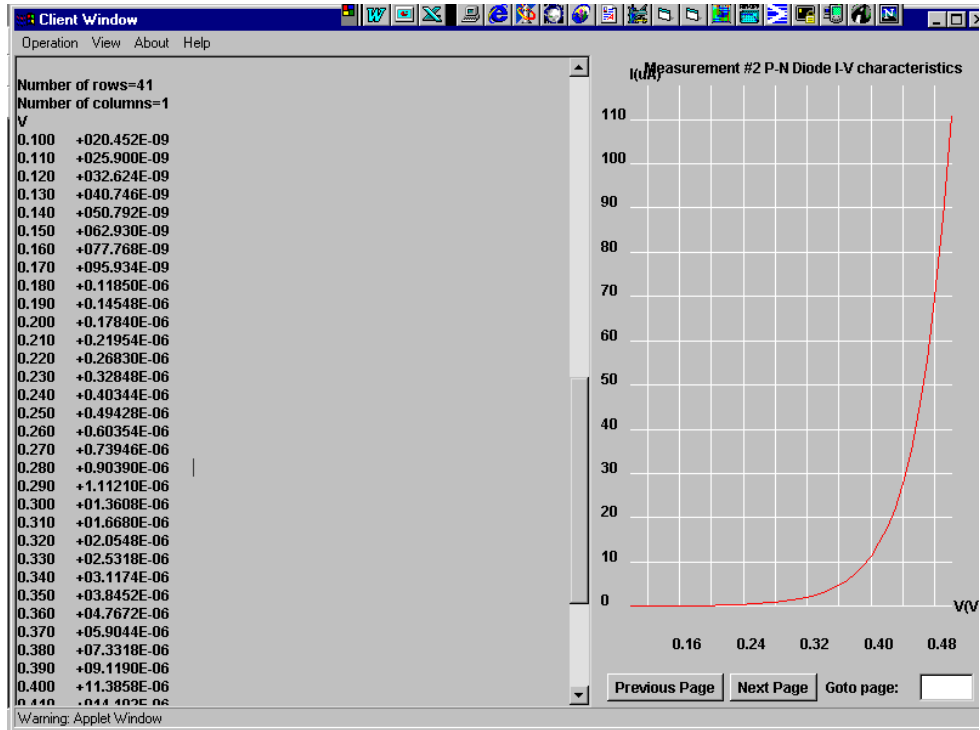 Client Window
Operation View About Help
Number of rows=41
Number of columns=1
V
0.100 +020.452E-09
0.110 +025.900E-09
0.120 +032.624E-09
0.130 +040.746E-09
0.140 +050.792E-09
0.150 +062.930E-09
0.160 +077.768E-09
0.170 +095.934E-09
0.180 +0.11850E-06
0.190 +0.14548E-06
0.200 +0.17840E-06
0.210 +0.21954E-06
0.220 +0.26830E-06
0.230 +0.32848E-06
0.240 +0.40344E-06
0.250 +0.49428E-06
0.260 +0.60354E-06
0.270 +0.73946E-06
0.280 +0.90390E-06
0.290 +1.11210E-06
0.300 +01.3608E-06
0.310 +01.6680E-06
0.320 +02.0548E-06
0.330 +02.5318E-06
0.340 +03.1174E-06
0.350 +03.8452E-06
0.360 +04.7672E-06
0.370 +05.9044E-06
0.380 +07.3318E-06
0.390 +09.1190E-06
0.400 +11.3858E-06
0.410 +014.102E-06
Warning: Applet Window
I(uA)
Measurement #2 P-N Diode I-V characteristics
110
100
90
80
70
60
50
40
30
20
10
0
V(V
0.16 0.24 0.32 0.40 0.48
Previous Page Next Page Goto page: